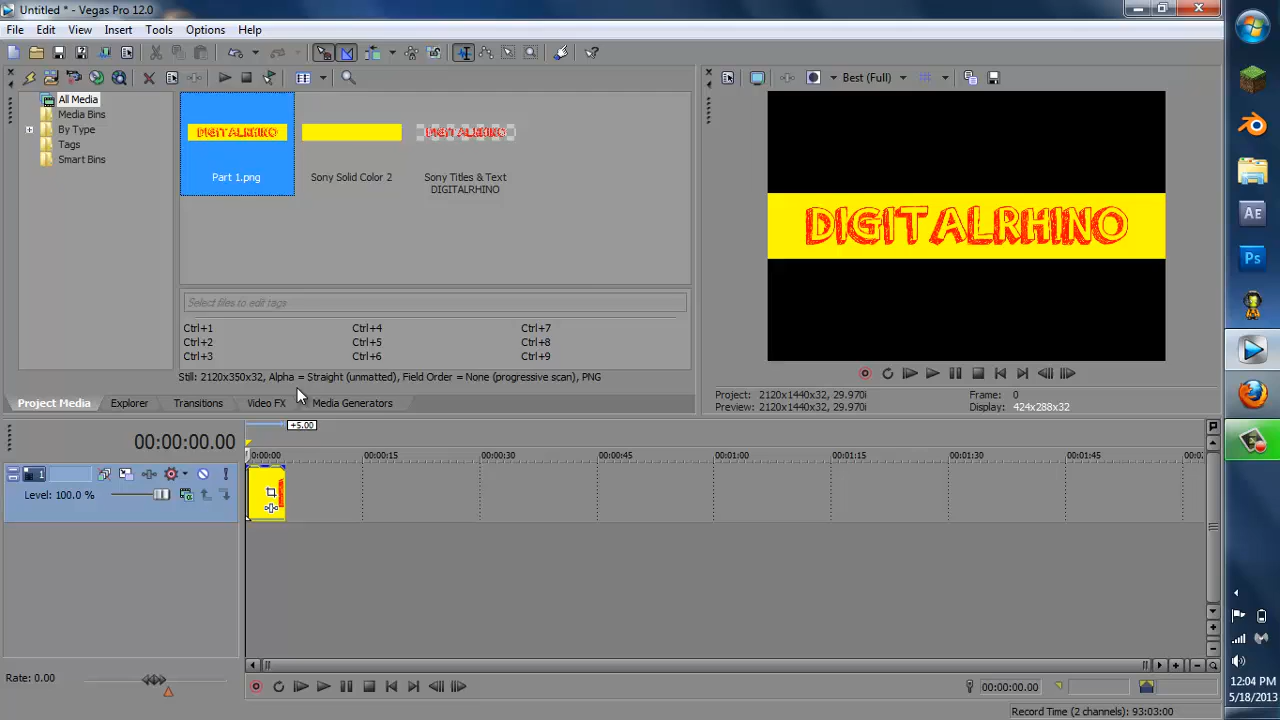 Untitled * - Vegas Pro 12.0
File Edit View Insert Tools Options Help
Best (Full)
All Media
Media Bins
By Type
Tags
Smart Bins
DIGITALRHINO
DIGITALRHINO
Part 1.png
Sony Solid Color 2
Sony Titles & Text
DIGITALRHINO
DIGITALRHINO
Select files to edit tags
Ctrl+1 Ctrl+4 Ctrl+7
Ctrl+2 Ctrl+5 Ctrl+8
Ctrl+3 Ctrl+6 Ctrl+9
Still: 2120x350x32, Alpha = Straight (unmatted), Field Order = None (progressive scan), PNG
Project Media Explorer Transitions Video FX Media Generators
Project: 2120x1440x32, 29.970i Frame: 0
Preview: 2120x1440x32, 29.970i Display: 424x288x32
00:00:00.00
+5.00
0:00:00 00:00:15 00:00:30 00:00:45 00:01:00 00:01:15 00:01:30 00:01:45
1
Level: 100.0 %
Rate: 0.00
00:00:00.00
Record Time (2 channels): 93:03:00
Ae
Ps
12:04 PM
5/18/2013